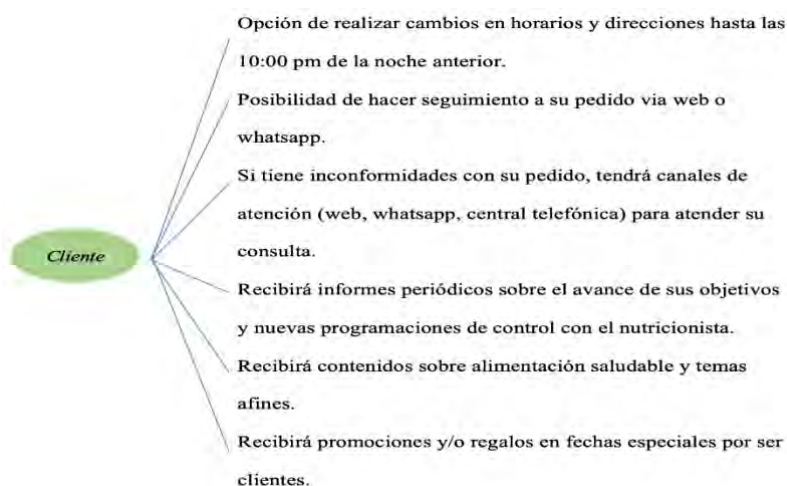 Opción de realizar cambios en horarios y direcciones hasta las
10:00 pm de la noche anterior.
Posibilidad de hacer seguimiento a su pedido via web o
whatsapp.
Si tiene inconformidades con su pedido, tendrá canales de
atención (web, whatsapp, central telefónica) para atender su
consulta.
Cliente
Recibirá informes periódicos sobre el avance de sus objetivos
y nuevas programaciones de control con el nutricionista.
Recibirá contenidos sobre alimentación saludable y temas
afines.
Recibirá promociones y/o regalos en fechas especiales por ser
clientes.